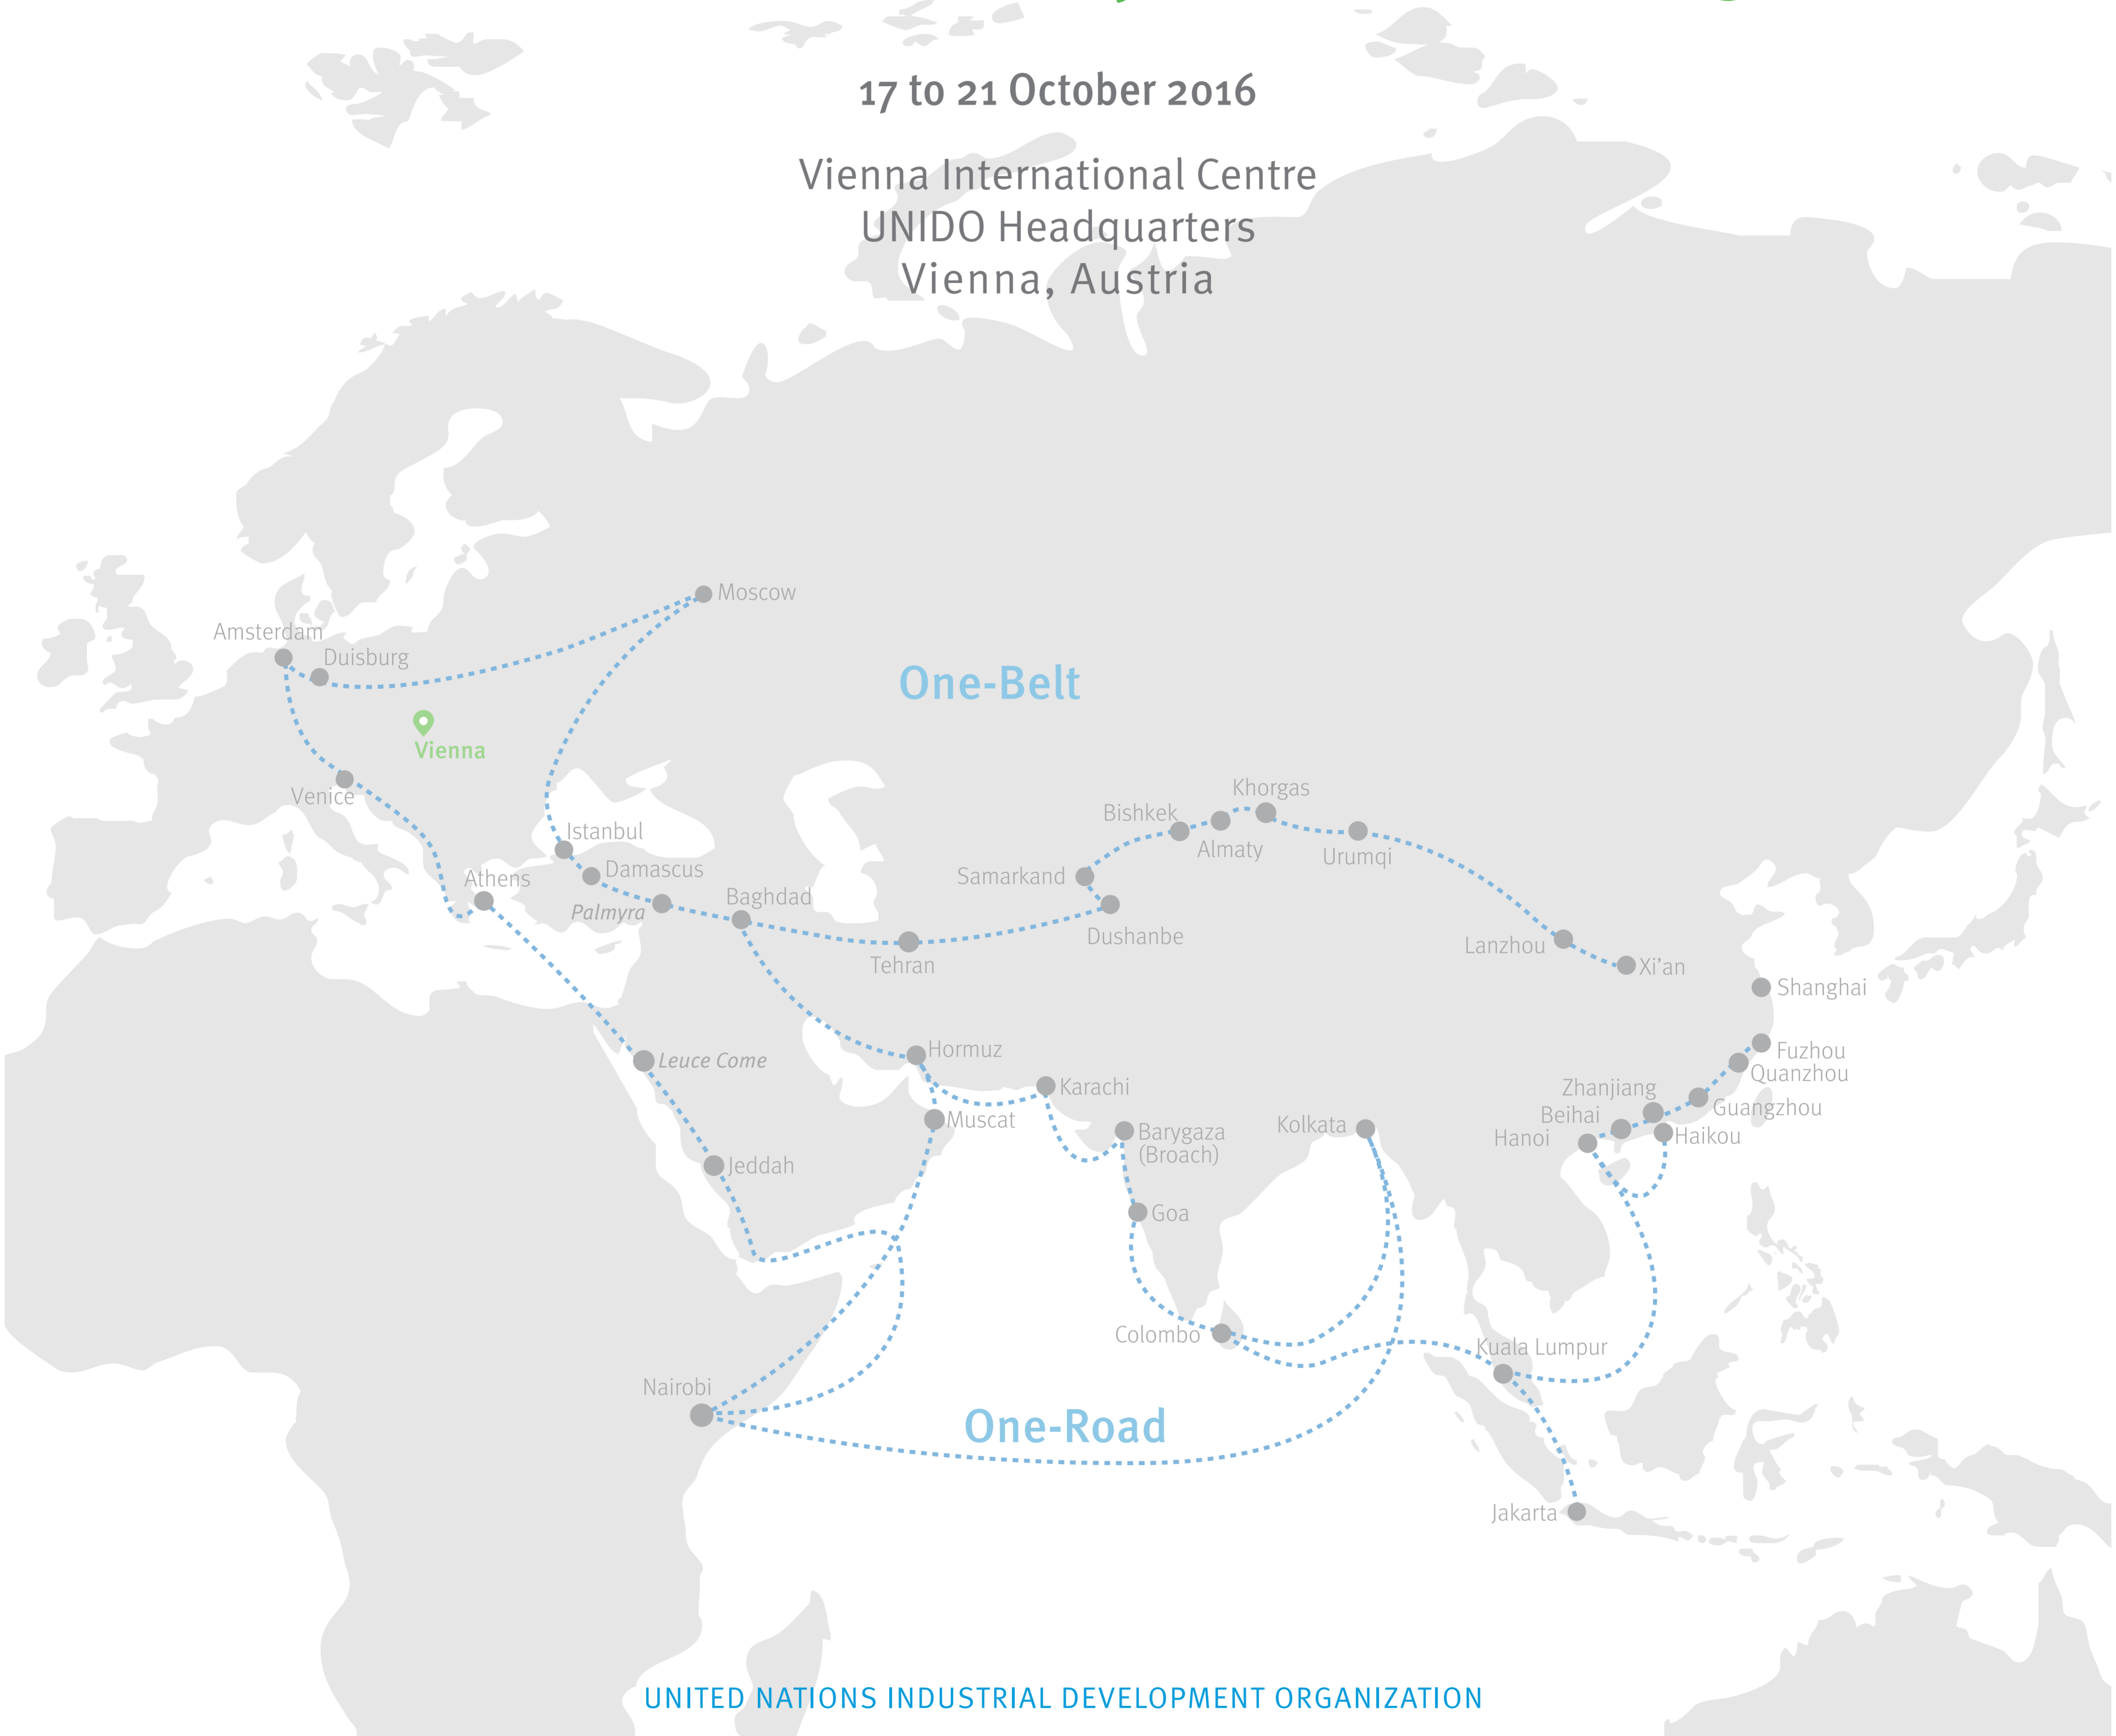 17 to 21 October 2016
Vienna International Centre
UNIDO Headquarters
Vienna, Austria
Moscow
Amsterdam
Duisburg
One-Belt
Vienna
Venice
Khorgas
Bishkek
Istanbul
Almaty
Urumqi
Damascus
Samarkand
Athens
Baghdad
Palmyra
Dushanbe
Lanzhou
Tehran
Xi’an
Shanghai
Hormuz
Fuzhou
Leuce Come
Quanzhou
Karachi
Zhanjiang
Guangzhou
Beihai
Muscat
Kolkata
Barygaza
(Broach)
Hanoi
Haikou
Jeddah
Goa
Colombo
Kuala Lumpur
Nairobi
One-Road
Jakarta
UNITED NATIONS INDUSTRIAL DEVELOPMENT ORGANIZATION